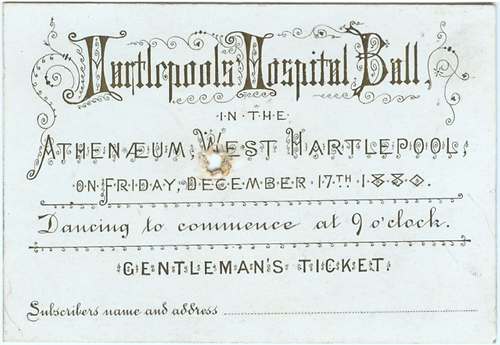 Hartlepools Hospital Ball,
IN THE
ATHENÆUM, WEST HARTLEPOOL,
ON FRIDAY, DECEMBER 17TH 1880.
Dancing to commence at 9 o'clock.
GENTLEMAN'S TICKET
Subscribers name and address